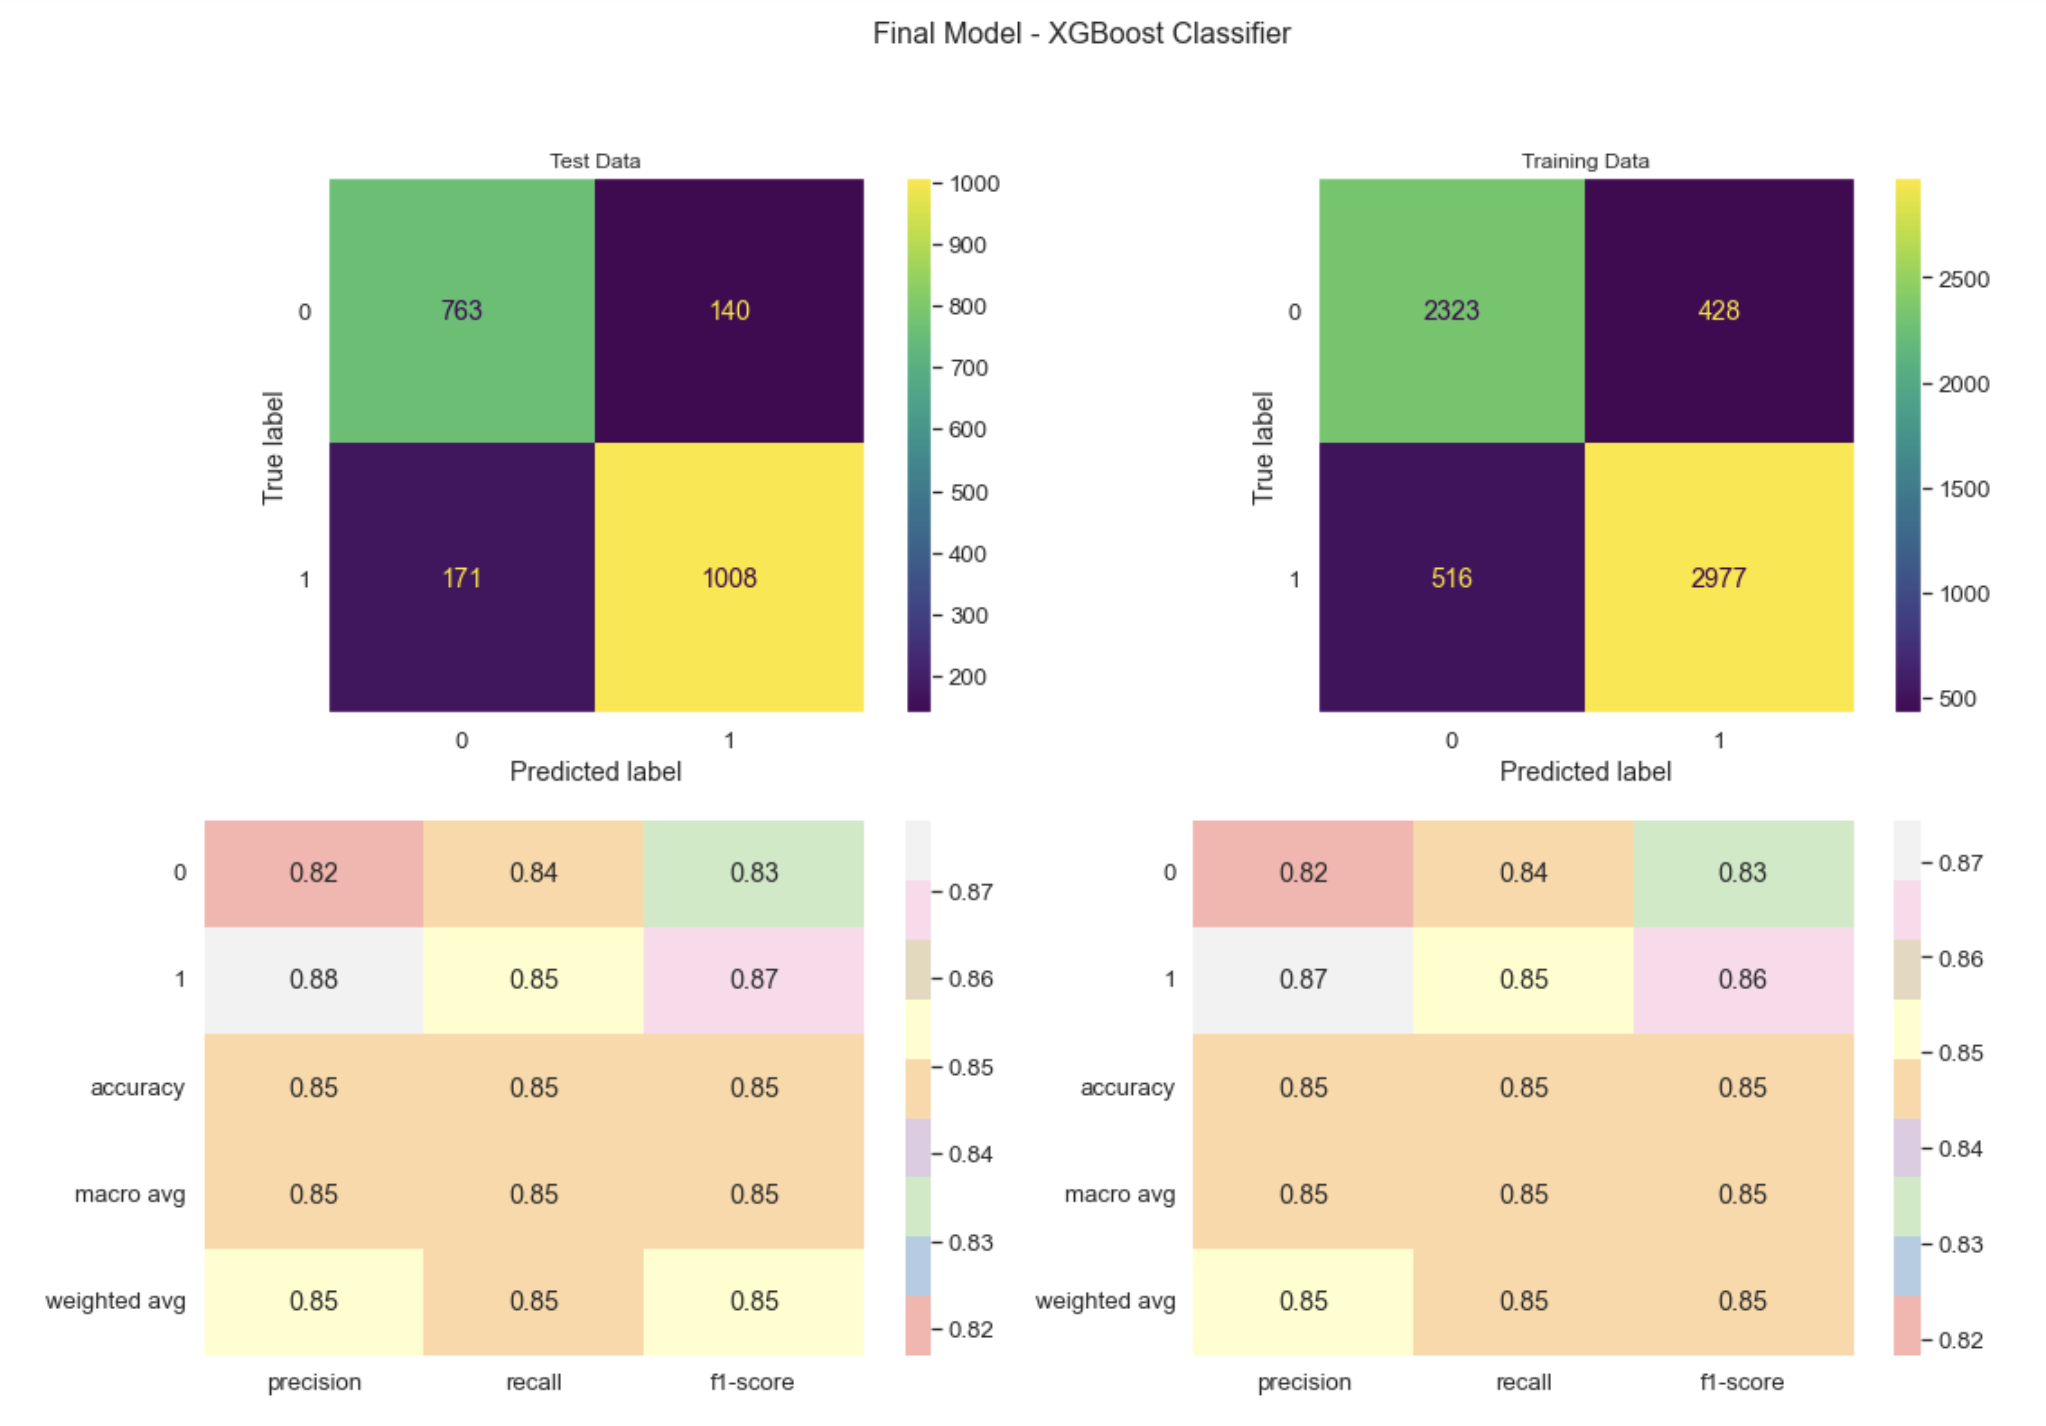 Final Model - XGBoost Classifier
Test Data
763 140
171 1008
0
1
True label
0 1
Predicted label
1000
900
800
700
600
500
400
300
200
Training Data
2323 428
516 2977
0
1
True label
0 1
Predicted label
2500
2000
1500
1000
500
0 0.82 0.84 0.83
1 0.88 0.85 0.87
accuracy 0.85 0.85 0.85
macro avg 0.85 0.85 0.85
weighted avg 0.85 0.85 0.85
precision recall f1-score
0.87
0.86
0.85
0.84
0.83
0.82
0 0.82 0.84 0.83
1 0.87 0.85 0.86
accuracy 0.85 0.85 0.85
macro avg 0.85 0.85 0.85
weighted avg 0.85 0.85 0.85
precision recall f1-score
0.87
0.86
0.85
0.84
0.83
0.82